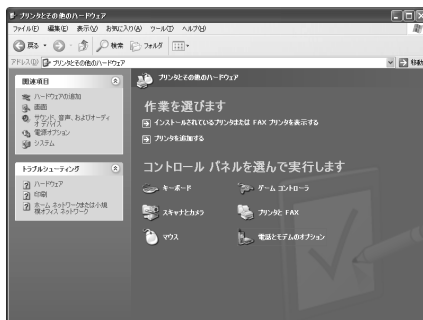 プリンタとその他のハードウェア
ファイル(F) 編集(E) 表示(V) お気に入り(A) ツール(T) ヘルプ(H)
戻る 検索 フォルダ
アドレス(D) プリンタとその他のハードウェア 移動
関連項目
ハードウェアの追加
画面
サウンド、音声、およびオーディオ デバイス
電源オプション
システム
トラブルシューティング
ハードウェア
印刷
ホーム ネットワークまたは小規模オフィス ネットワーク
プリンタとその他のハードウェア
作業を選びます
インストールされているプリンタまたは FAX プリンタを表示する
プリンタを追加する
コントロール パネルを選んで実行します
キーボード
ゲーム コントローラ
スキャナとカメラ
プリンタと FAX
マウス
電話とモデムのオプション